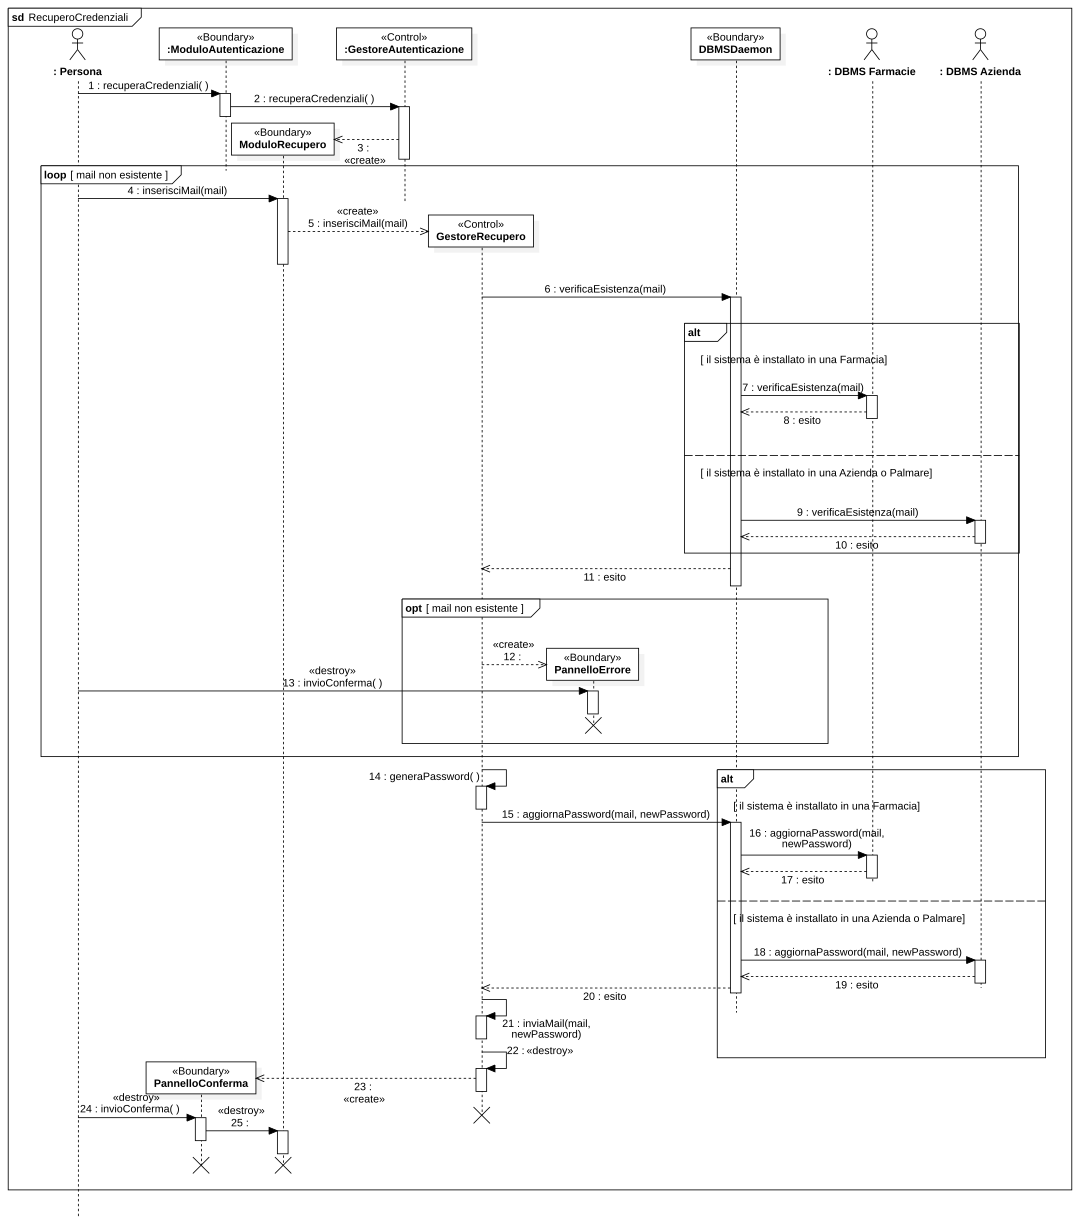 sd RecuperoCredenziali
«Boundary»
:ModuloAutenticazione
«Control»
:GestoreAutenticazione
«Boundary»
DBMSDaemon
: Persona
: DBMS Farmacie
: DBMS Azienda
1 : recuperaCredenziali( )
2 : recuperaCredenziali( )
«Boundary»
ModuloRecupero
3 :
«create»
loop [ mail non esistente ]
4 : inserisciMail(mail)
«create»
5 : inserisciMail(mail)
«Control»
GestoreRecupero
6 : verificaEsistenza(mail)
alt
[ il sistema è installato in una Farmacia]
7 : verificaEsistenza(mail)
8 : esito
[ il sistema è installato in una Azienda o Palmare]
9 : verificaEsistenza(mail)
10 : esito
11 : esito
opt [ mail non esistente ]
«create»
12 :
«Boundary»
PannelloErrore
«destroy»
13 : invioConferma( )
14 : generaPassword( )
alt
[ il sistema è installato in una Farmacia]
15 : aggiornaPassword(mail, newPassword)
16 : aggiornaPassword(mail,
newPassword)
17 : esito
[ il sistema è installato in una Azienda o Palmare]
18 : aggiornaPassword(mail, newPassword)
19 : esito
20 : esito
21 : inviaMail(mail,
newPassword)
22 : «destroy»
«Boundary»
PannelloConferma
23 :
«create»
«destroy»
24 : invioConferma( )
«destroy»
25 :